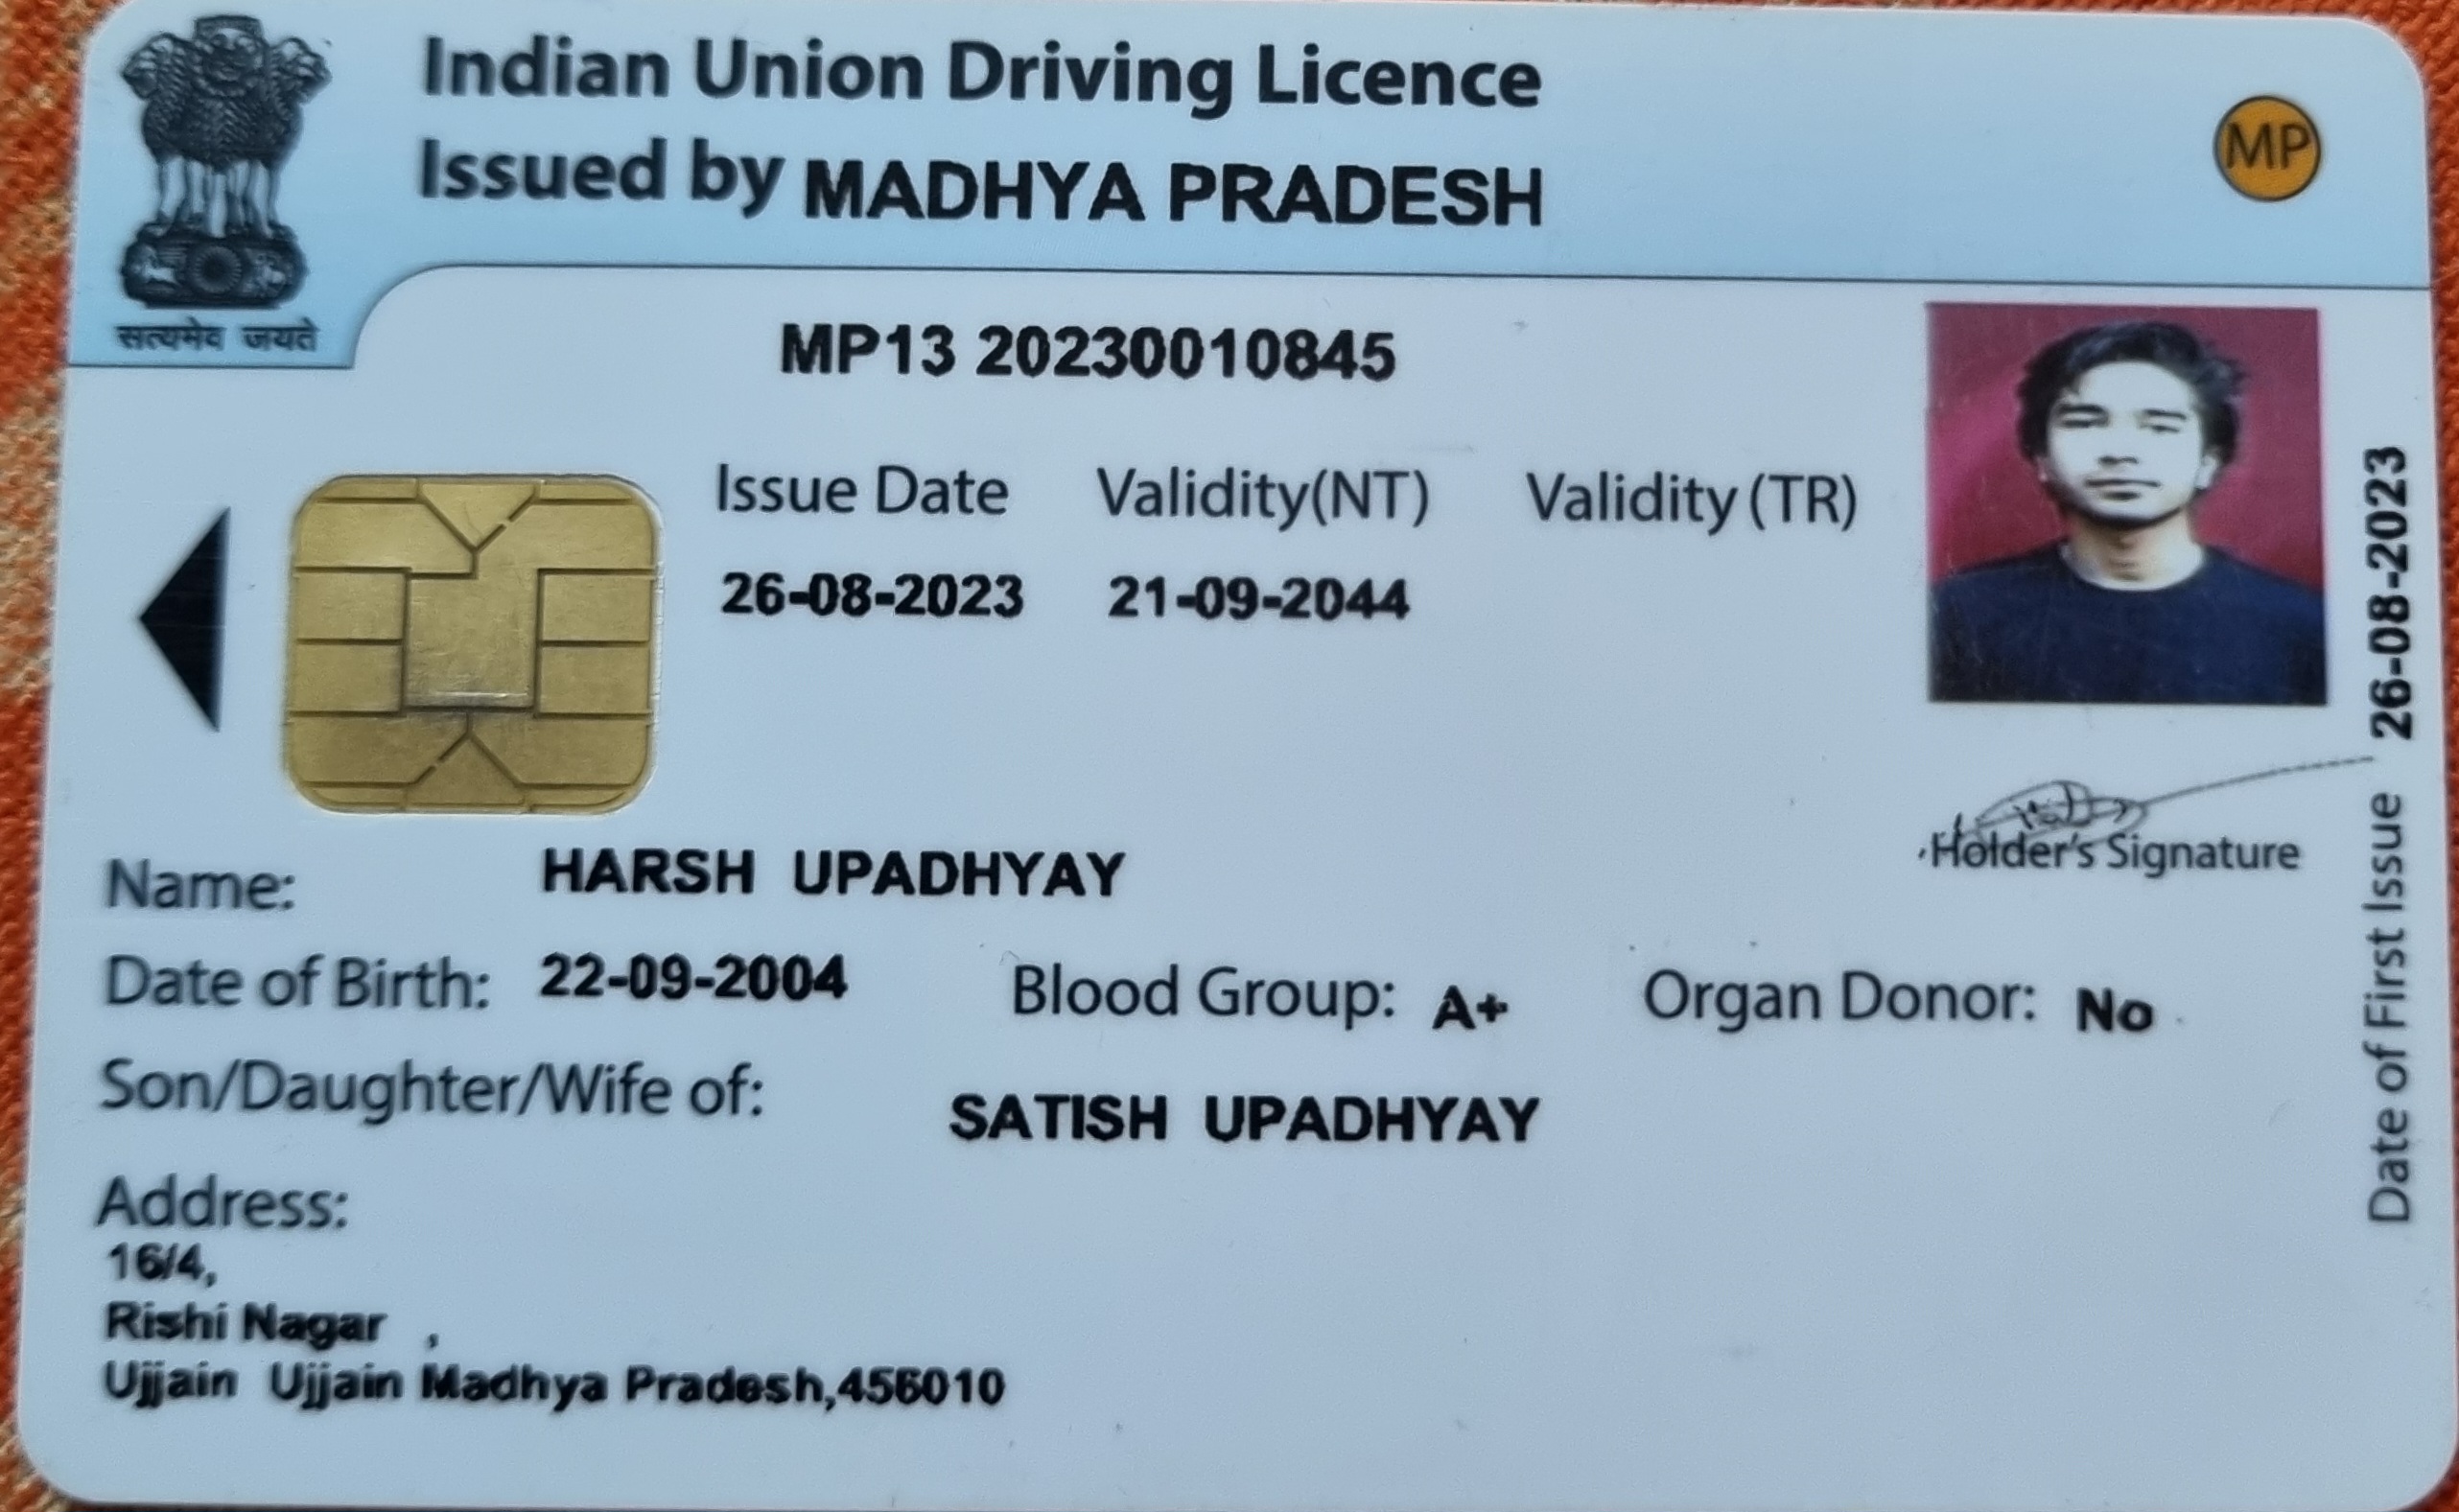 Indian Union Driving Licence
Issued by MADHYA PRADESH
MP
सत्यमेव जयते
MP13 20230010845
Issue Date Validity(NT) Validity (TR)
26-08-2023 21-09-2044
Holder's Signature
Date of First Issue 26-08-2023
Name: HARSH UPADHYAY
Date of Birth: 22-09-2004 Blood Group: A+ Organ Donor: No
Son/Daughter/Wife of: SATISH UPADHYAY
Address:
16/4,
Rishi Nagar ,
Ujjain Ujjain Madhya Pradesh,456010